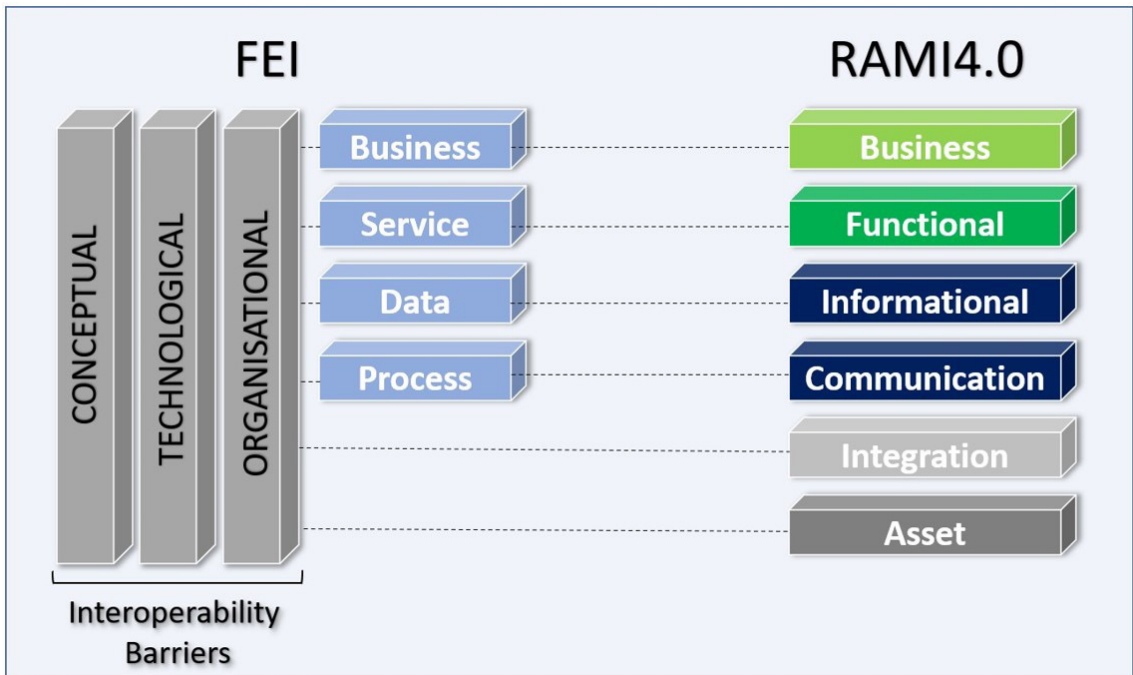 FEI
RAMI4.0
CONCEPTUAL
TECHNOLOGICAL
ORGANISATIONAL
Business
Business
Service
Functional
Data
Informational
Process
Communication
Integration
Asset
Interoperability
Barriers